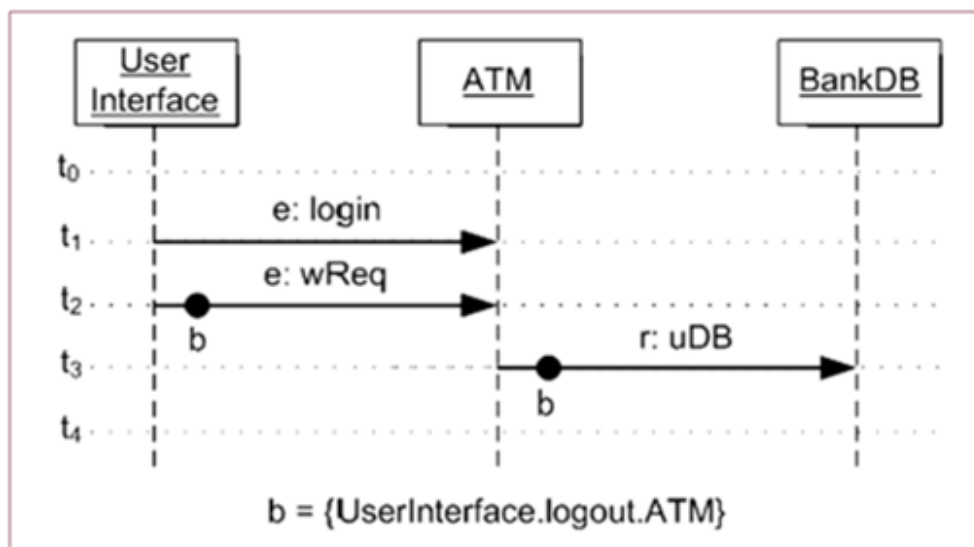 User
Interface
ATM
BankDB
t0
e: login
t1
e: wReq
t2
b
r: uDB
t3
b
t4
b = {UserInterface.logout.ATM}